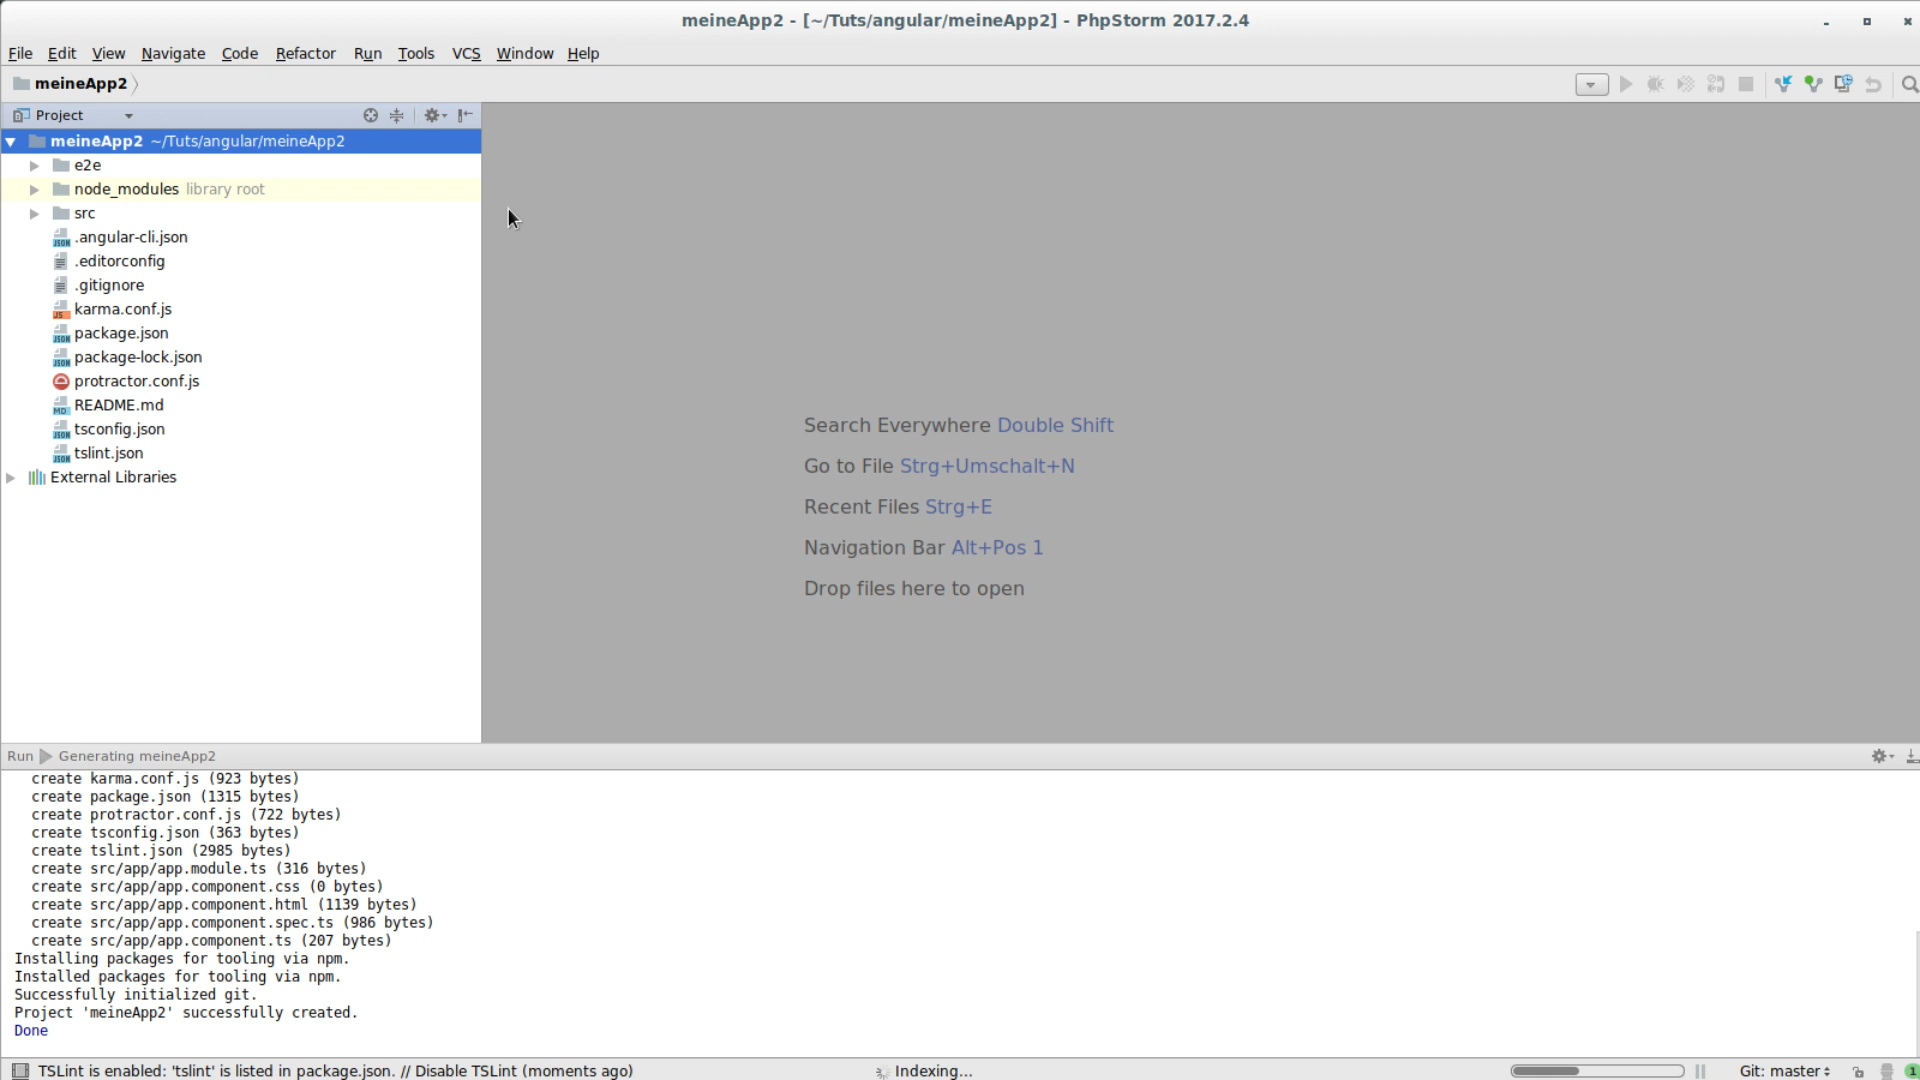 meineApp2 - [~/Tuts/angular/meineApp2] - PhpStorm 2017.2.4
File Edit View Navigate Code Refactor Run Tools VCS Window Help
meineApp2
Project
meineApp2 ~/Tuts/angular/meineApp2
e2e
node_modules library root
src
.angular-cli.json
.editorconfig
.gitignore
karma.conf.js
package.json
package-lock.json
protractor.conf.js
README.md
tsconfig.json
tslint.json
External Libraries
Search Everywhere Double Shift
Go to File Strg+Umschalt+N
Recent Files Strg+E
Navigation Bar Alt+Pos 1
Drop files here to open
Run Generating meineApp2
create karma.conf.js (923 bytes)
create package.json (1315 bytes)
create protractor.conf.js (722 bytes)
create tsconfig.json (363 bytes)
create tslint.json (2985 bytes)
create src/app/app.module.ts (316 bytes)
create src/app/app.component.css (0 bytes)
create src/app/app.component.html (1139 bytes)
create src/app/app.component.spec.ts (986 bytes)
create src/app/app.component.ts (207 bytes)
Installing packages for tooling via npm.
Installed packages for tooling via npm.
Successfully initialized git.
Project 'meineApp2' successfully created.
Done
TSLint is enabled: 'tslint' is listed in package.json. // Disable TSLint (moments ago) Indexing... Git: master 1